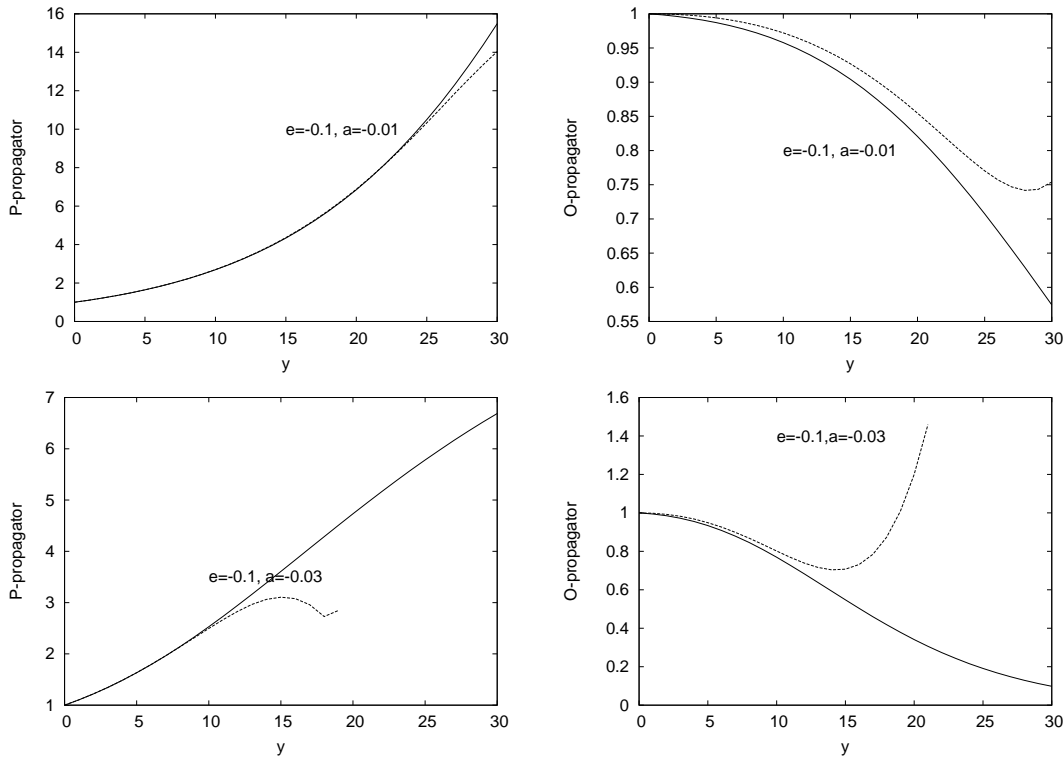 16
14
12
10
8
6
4
2
0
0 5 10 15 20 25 30
P-propagator
y
e=-0.1, a=-0.01
1
0.95
0.9
0.85
0.8
0.75
0.7
0.65
0.6
0.55
0 5 10 15 20 25 30
O-propagator
y
e=-0.1, a=-0.01
7
6
5
4
3
2
1
0 5 10 15 20 25 30
P-propagator
y
e=-0.1, a=-0.03
1.6
1.4
1.2
1
0.8
0.6
0.4
0.2
0
0 5 10 15 20 25 30
O-propagator
y
e=-0.1,a=-0.03